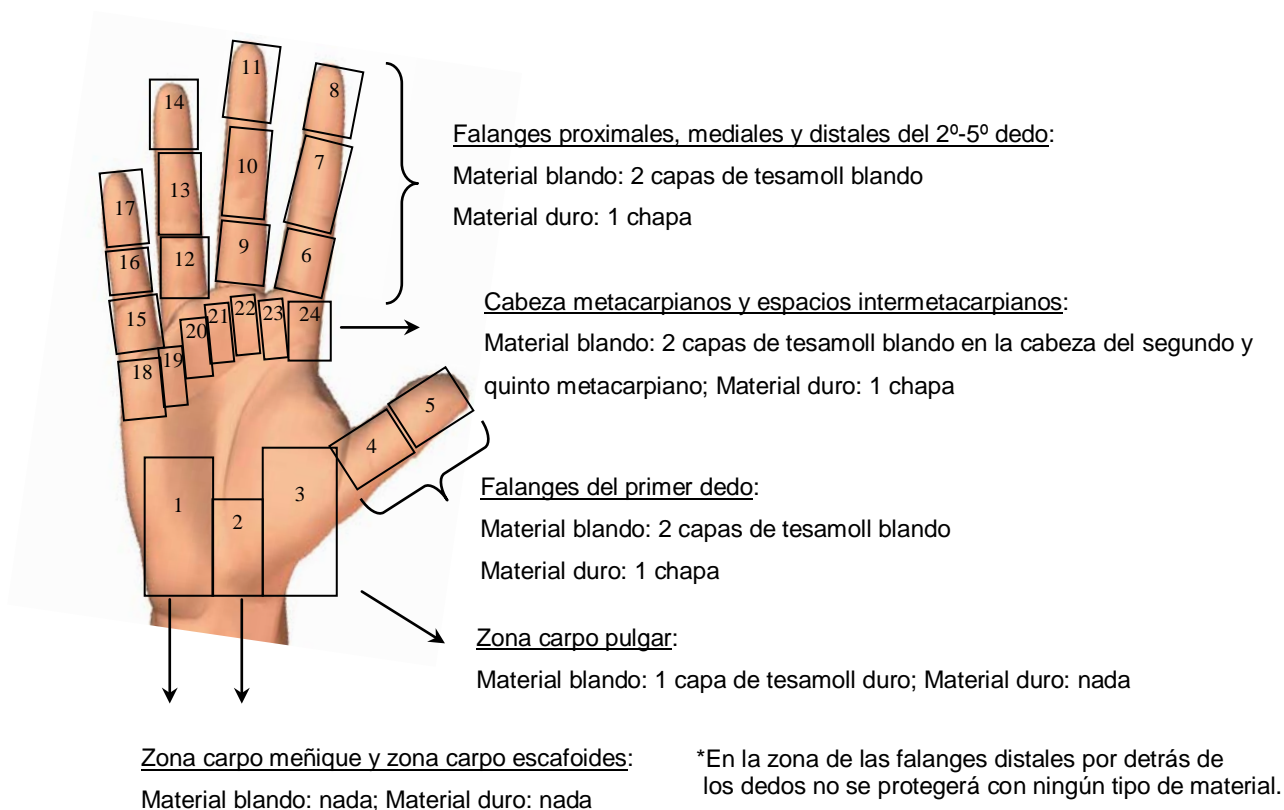 11
8
14
Falanges proximales, mediales y distales del 2º-5º dedo:
Material blando: 2 capas de tesamoll blando
Material duro: 1 chapa
10
7
13
17
9
6
12
16
15
Cabeza metacarpianos y espacios intermetacarpianos:
Material blando: 2 capas de tesamoll blando en la cabeza del segundo y
quinto metacarpiano; Material duro: 1 chapa
18
19
20
21
22
23
24
5
4
Falanges del primer dedo:
Material blando: 2 capas de tesamoll blando
Material duro: 1 chapa
1
2
3
Zona carpo pulgar:
Material blando: 1 capa de tesamoll duro; Material duro: nada
Zona carpo meñique y zona carpo escafoides:
Material blando: nada; Material duro: nada
*En la zona de las falanges distales por detrás de
los dedos no se protegerá con ningún tipo de material.